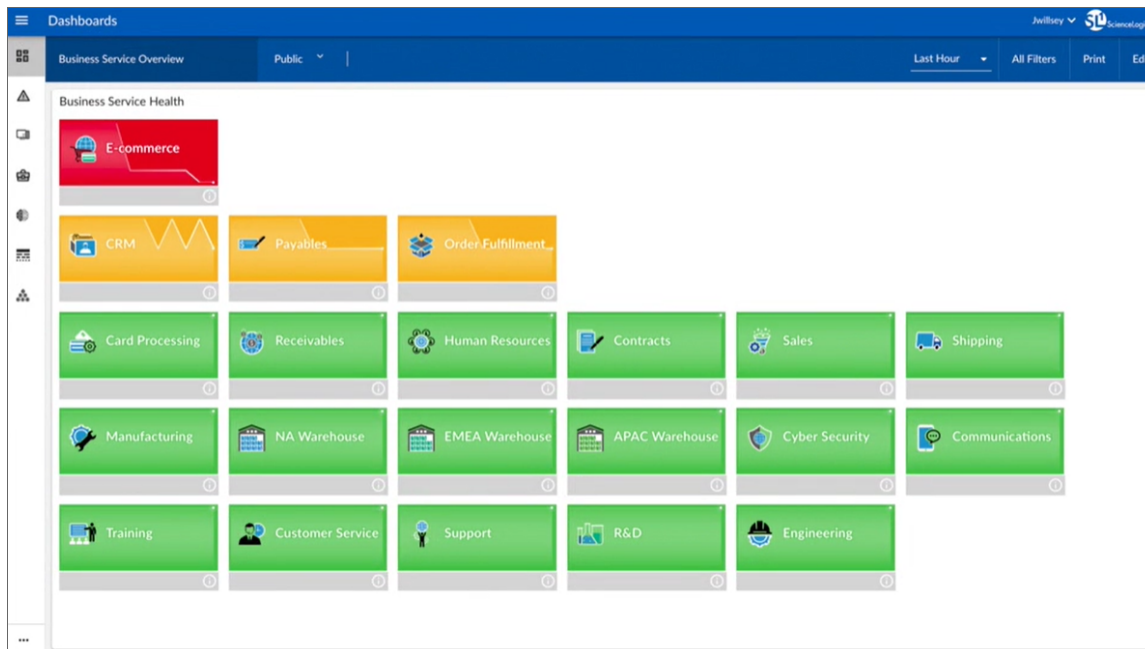 Dashboards
Jwillsey
ScienceLogi
Business Service Overview
Public
Last Hour
All Filters
Print
Ed
Business Service Health
E-commerce
CRM
Payables
Order Fulfillment
Card Processing
Receivables
Human Resources
Contracts
Sales
Shipping
Manufacturing
NA Warehouse
EMEA Warehouse
APAC Warehouse
Cyber Security
Communications
Training
Customer Service
Support
R&D
Engineering